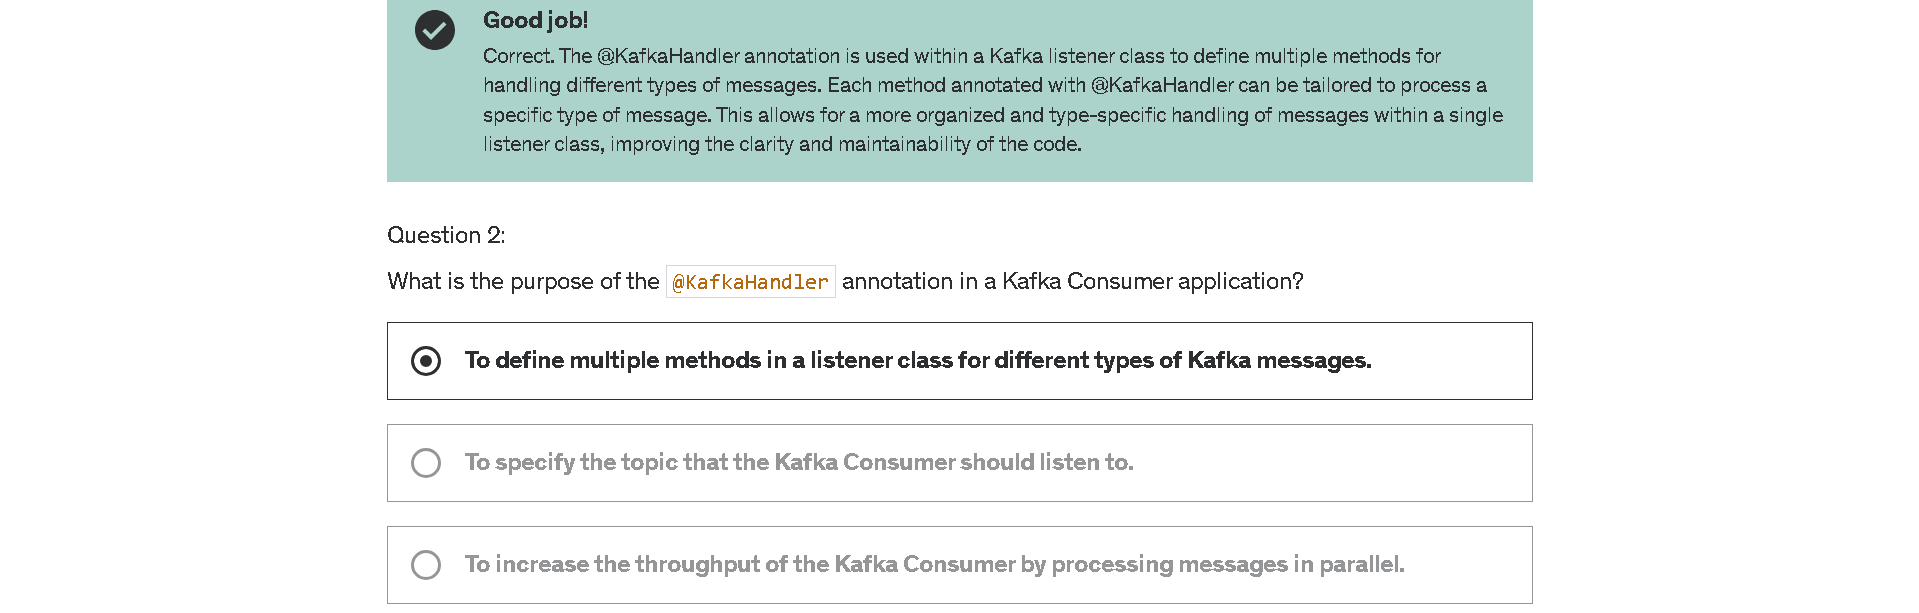 Good job!
Correct. The @KafkaHandler annotation is used within a Kafka listener class to define multiple methods for
handling different types of messages. Each method annotated with @KafkaHandler can be tailored to process a
specific type of message. This allows for a more organized and type-specific handling of messages within a single
listener class, improving the clarity and maintainability of the code.
Question 2:
What is the purpose of the @KafkaHandler annotation in a Kafka Consumer application?
To define multiple methods in a listener class for different types of Kafka messages.
To specify the topic that the Kafka Consumer should listen to.
To increase the throughput of the Kafka Consumer by processing messages in parallel.